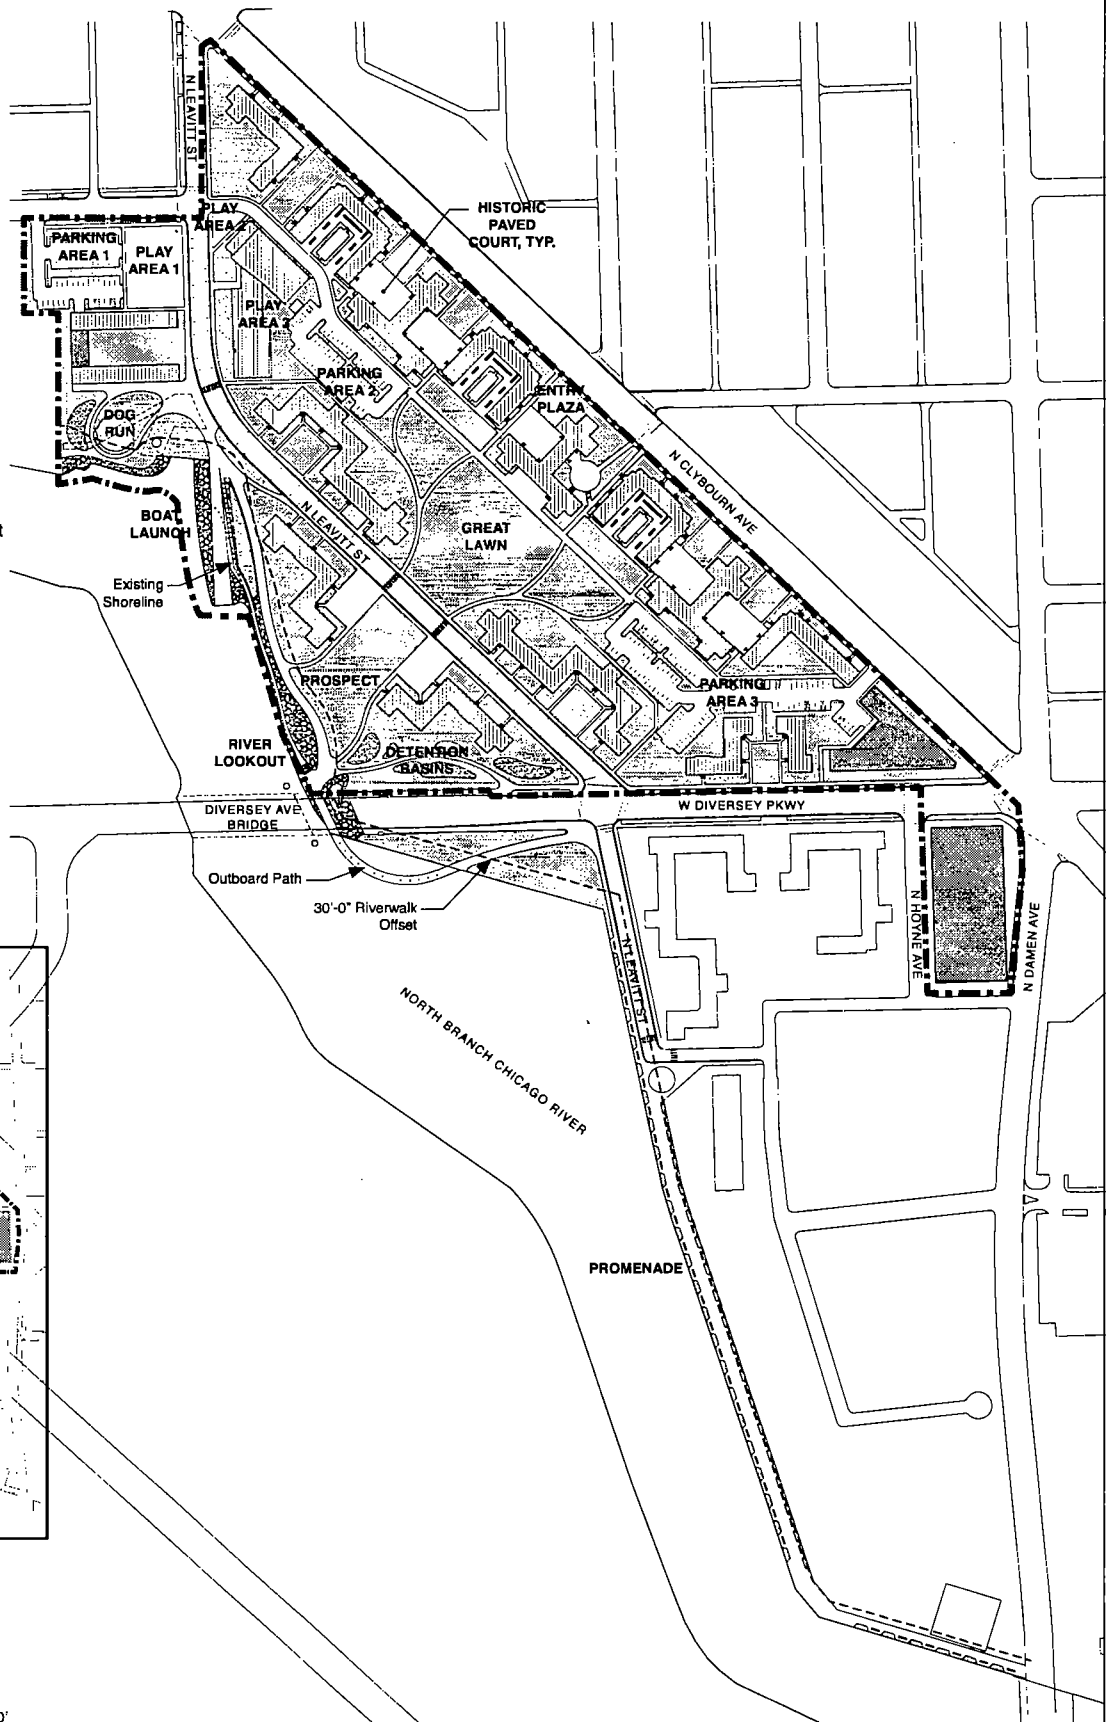 N LEAVITT ST
HISTORIC
PAVED
COURT, TYP.
PLAY
AREA 2
PARKING
AREA 1
PLAY
AREA 1
PLAY
AREA 3
PARKING
AREA 2
ENTRY
PLAZA
DOG
RUN
N CLYBOURN AVE
BOAT
LAUNCH
N LEAVITT ST
GREAT
LAWN
t
Existing
Shoreline
PROSPECT
PARKING
AREA 3
RIVER
LOOKOUT
DETENTION
BASINS
DIVERSEY AVE
BRIDGE
W DIVERSEY PKWY
Outboard Path
30'-0" Riverwalk
Offset
N HOYNE AVE
N DAMEN AVE
N LEAVITT ST
NORTH BRANCH CHICAGO RIVER
PROMENADE
0'